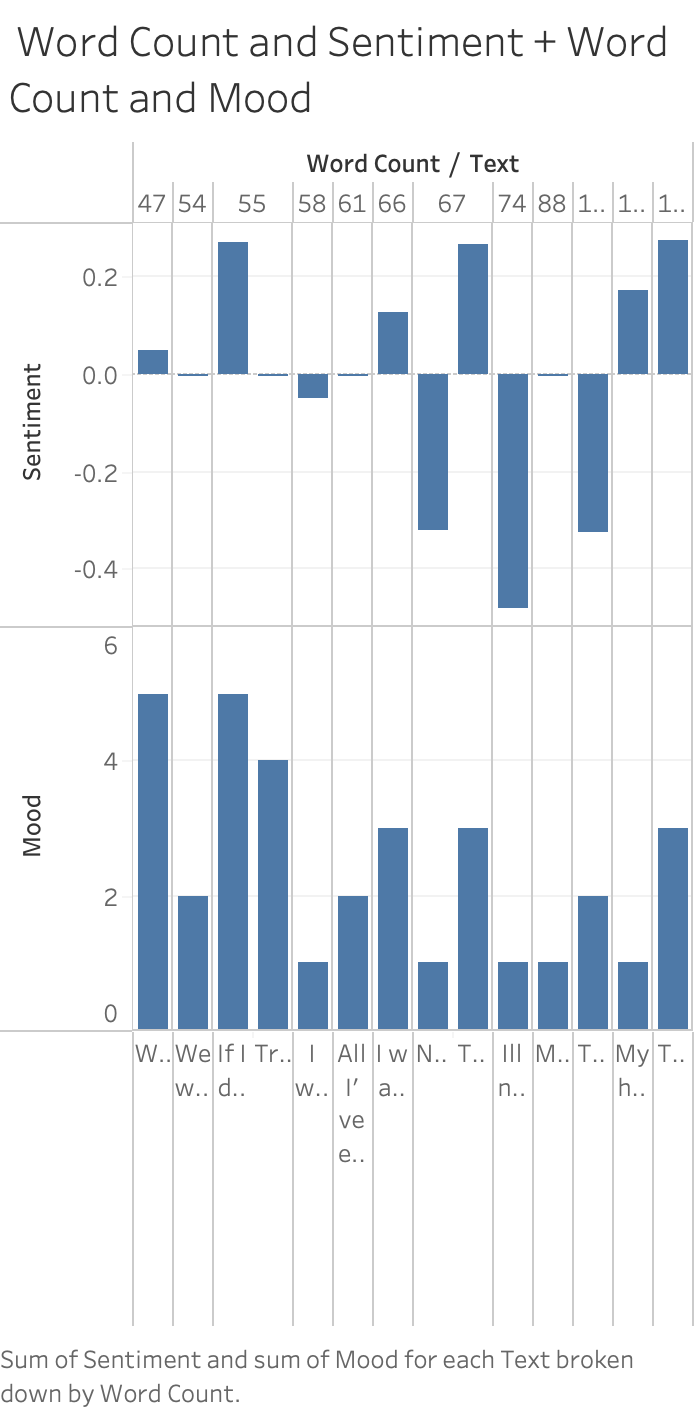 Word Count and Sentiment + Word
Count and Mood
Word Count / Text
47 54 55 58 61 66 67 74 88 1.. 1.. 1..
Sentiment
0.2
0.0
-0.2
-0.4
Mood
6
4
2
0
W.. We If I Tr.. I All I w N.. T.. Ill M.. T.. My T..
w.. d.. w.. I' a.. n.. h..
ve
e..
Sum of Sentiment and sum of Mood for each Text broken
down by Word Count.